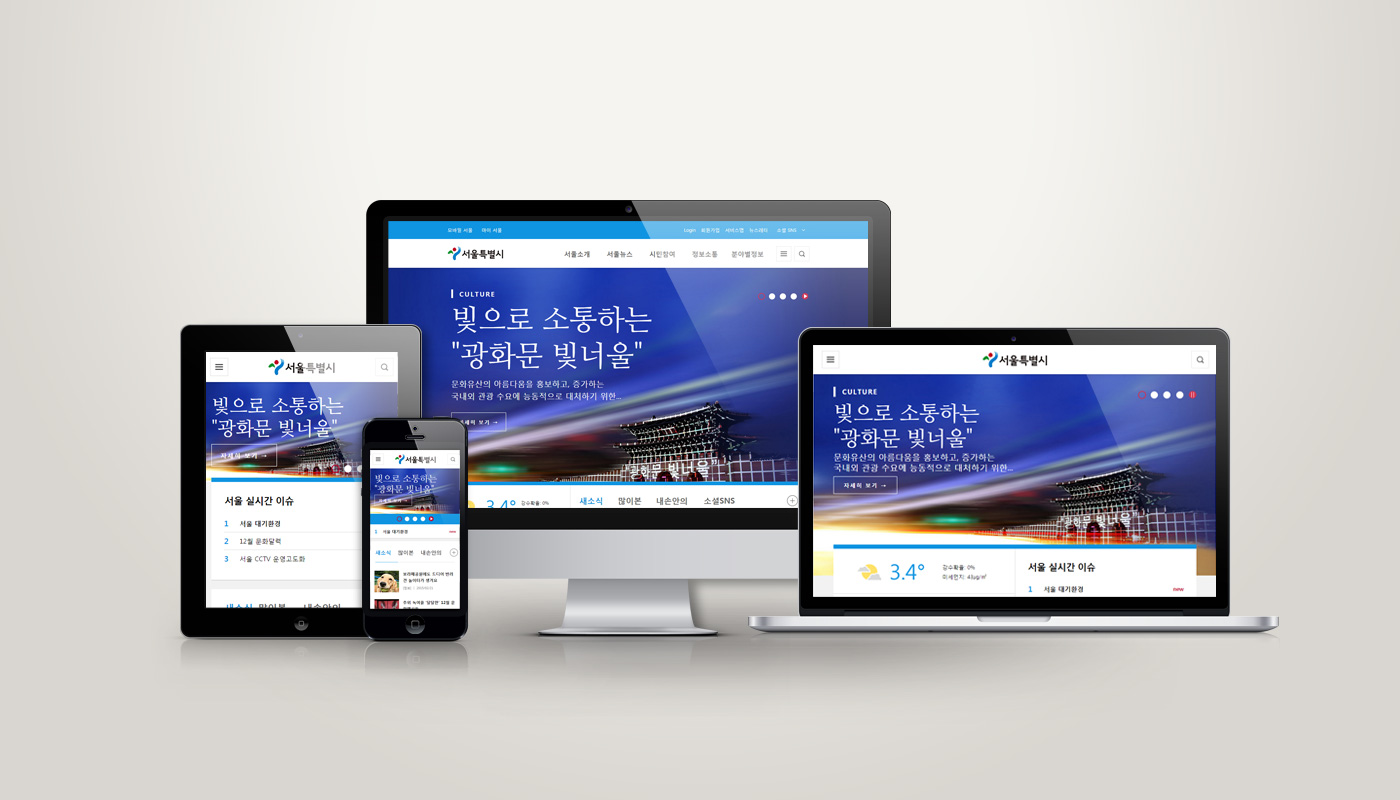 모바일 서울 마이 서울
Login 회원가입 서비스맵 뉴스레터 소셜 SNS
서울특별시
서울소개 서울뉴스 시민참여 정보소통 분야별정보
CULTURE
빛으로 소통하는
"광화문 빛너울"
문화유산의 아름다움을 홍보하고, 증가하는
국내외 관광 수요에 능동적으로 대처하기 위한...
자세히 보기 →
"광화문 빛너울"
3.4° 강수확률: 0%
새소식 많이본 내손안의 소셜SNS
서울특별시
빛으로 소통하는
"광화문 빛너울"
자세히 보기 →
서울 실시간 이슈
1 서울 대기환경
2 12월 문화달력
3 서울 CCTV 운영고도화
새소식 많이본 내손안의
서울특별시
빛으로 소통하는
"광화문 빛너울"
자세히 보기 →
1 서울 대기환경 new
새소식 많이본 내손안의
서울특별시
CULTURE
빛으로 소통하는
"광화문 빛너울"
문화유산의 아름다움을 홍보하고, 증가하는
국내외 관광 수요에 능동적으로 대처하기 위한...
자세히 보기 →
"광화문 빛너울"
3.4°
강수확률: 0%
미세먼지: 43㎍/㎥
서울 실시간 이슈
1 서울 대기환경 new